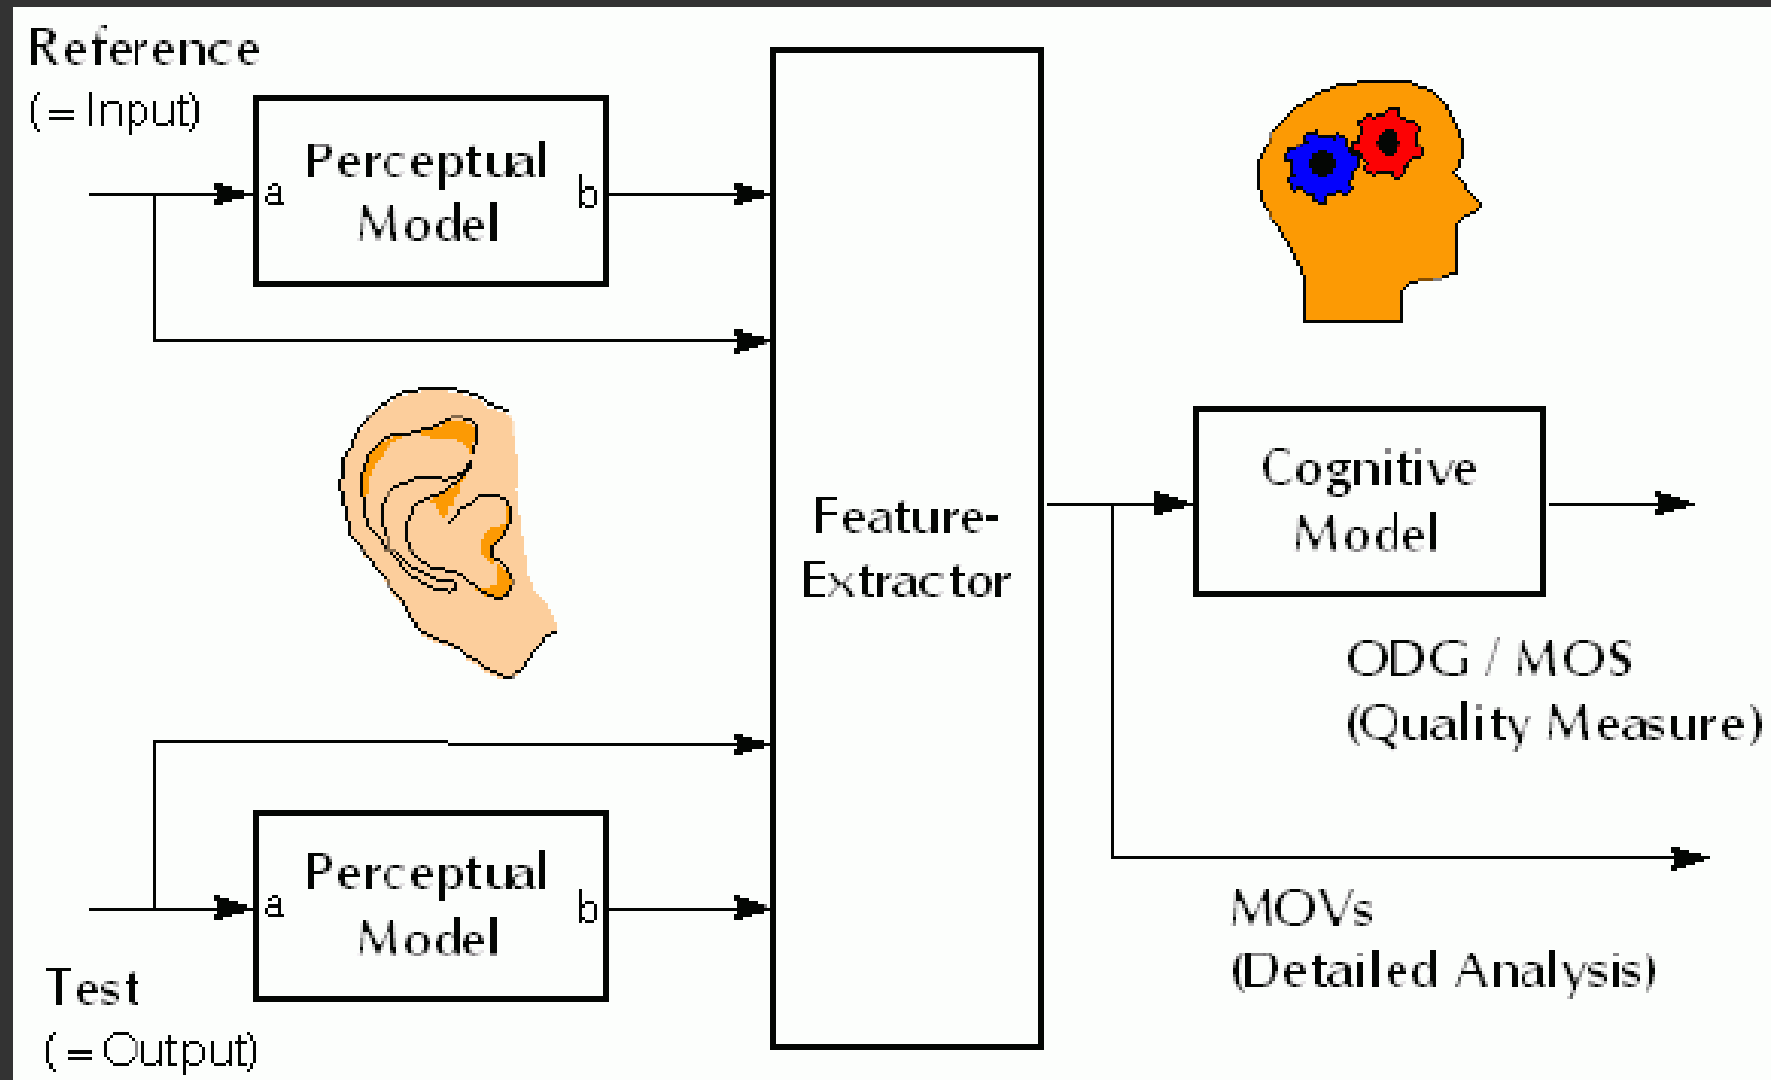 Reference
(= Input)
Perceptual
Model
a
b
Feature-
Extractor
Cognitive
Model
ODG / MOS
(Quality Measure)
Perceptual
Model
a
b
MOVs
(Detailed Analysis)
Test
(= Output)